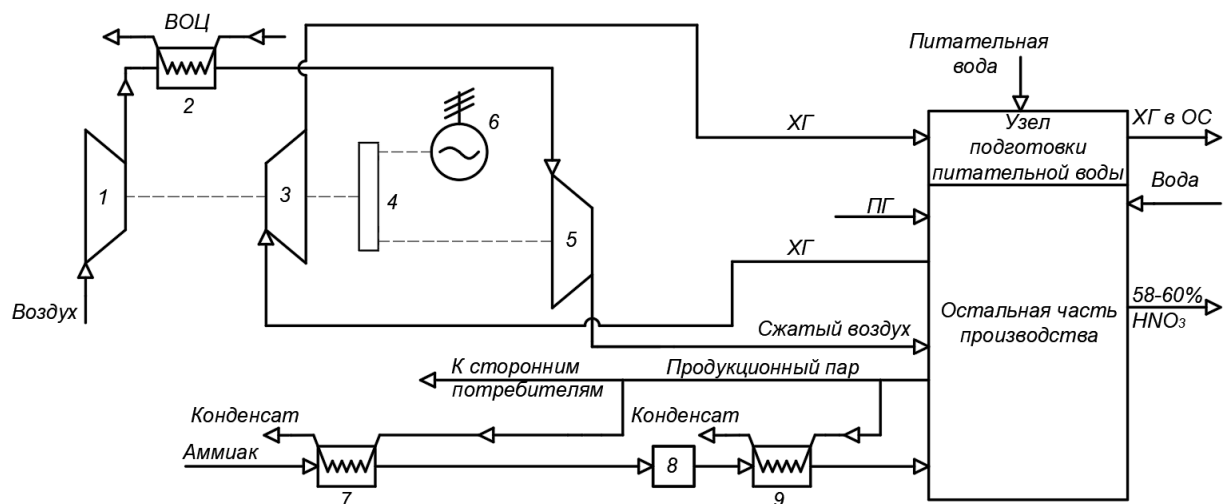 ВОЦ
2
1
3
4
6
5
Воздух
ХГ
ПГ
ХГ
Сжатый воздух
Питательная
вода
Узел
подготовки
питательной воды
ХГ в ОС
Вода
Остальная часть
производства
58-60%
HNO₃
К сторонним
потребителям
Продукционный пар
Конденсат
Конденсат
Аммиак
7
8
9